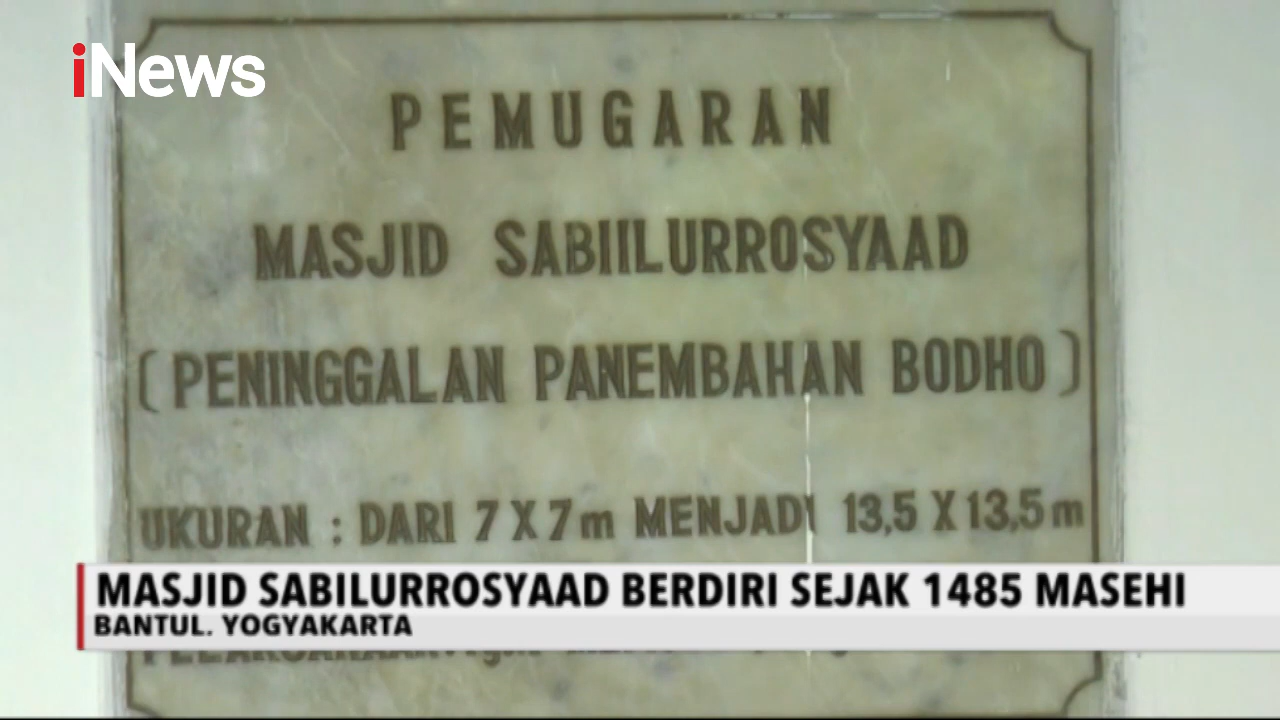 iNews
PEMUGARAN
MASJID SABIILURROSYAAD
(PENINGGALAN PANEMBAHAN BODHO)
UKURAN : DARI 7 X 7 m MENJADI 13,5 X 13,5 m
MASJID SABILURROSYAAD BERDIRI SEJAK 1485 MASEHI
BANTUL. YOGYAKARTA